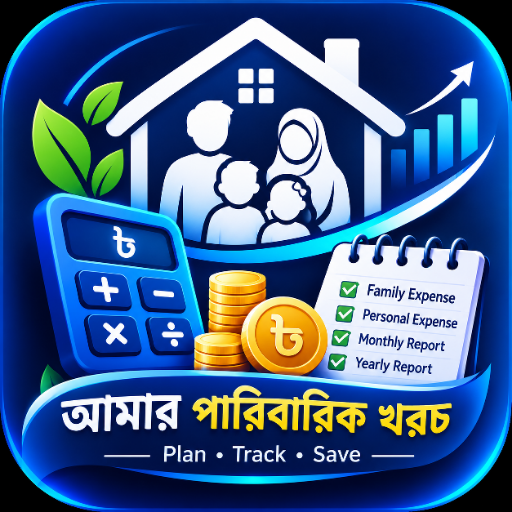 ৳
+ −
× ÷
৳
Family Expense
Personal Expense
Monthly Report
Yearly Report
আমার পারিবারিক খরচ
Plan • Track • Save